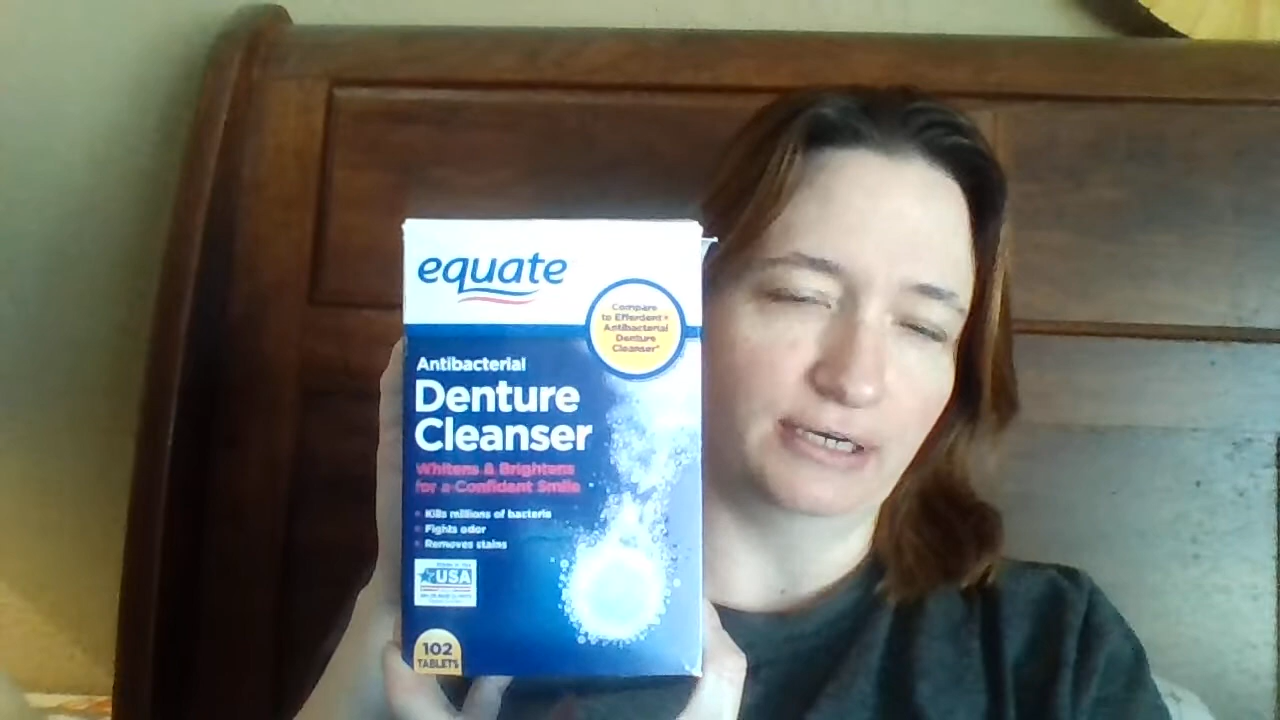 equate
Compare
to Efferdent®
Antibacterial
Denture
Cleanser*
Antibacterial
Denture
Cleanser
Whitens & Brightens
for a Confident Smile
Kills millions of bacteria
Fights odor
Removes stains
USA
102
TABLETS